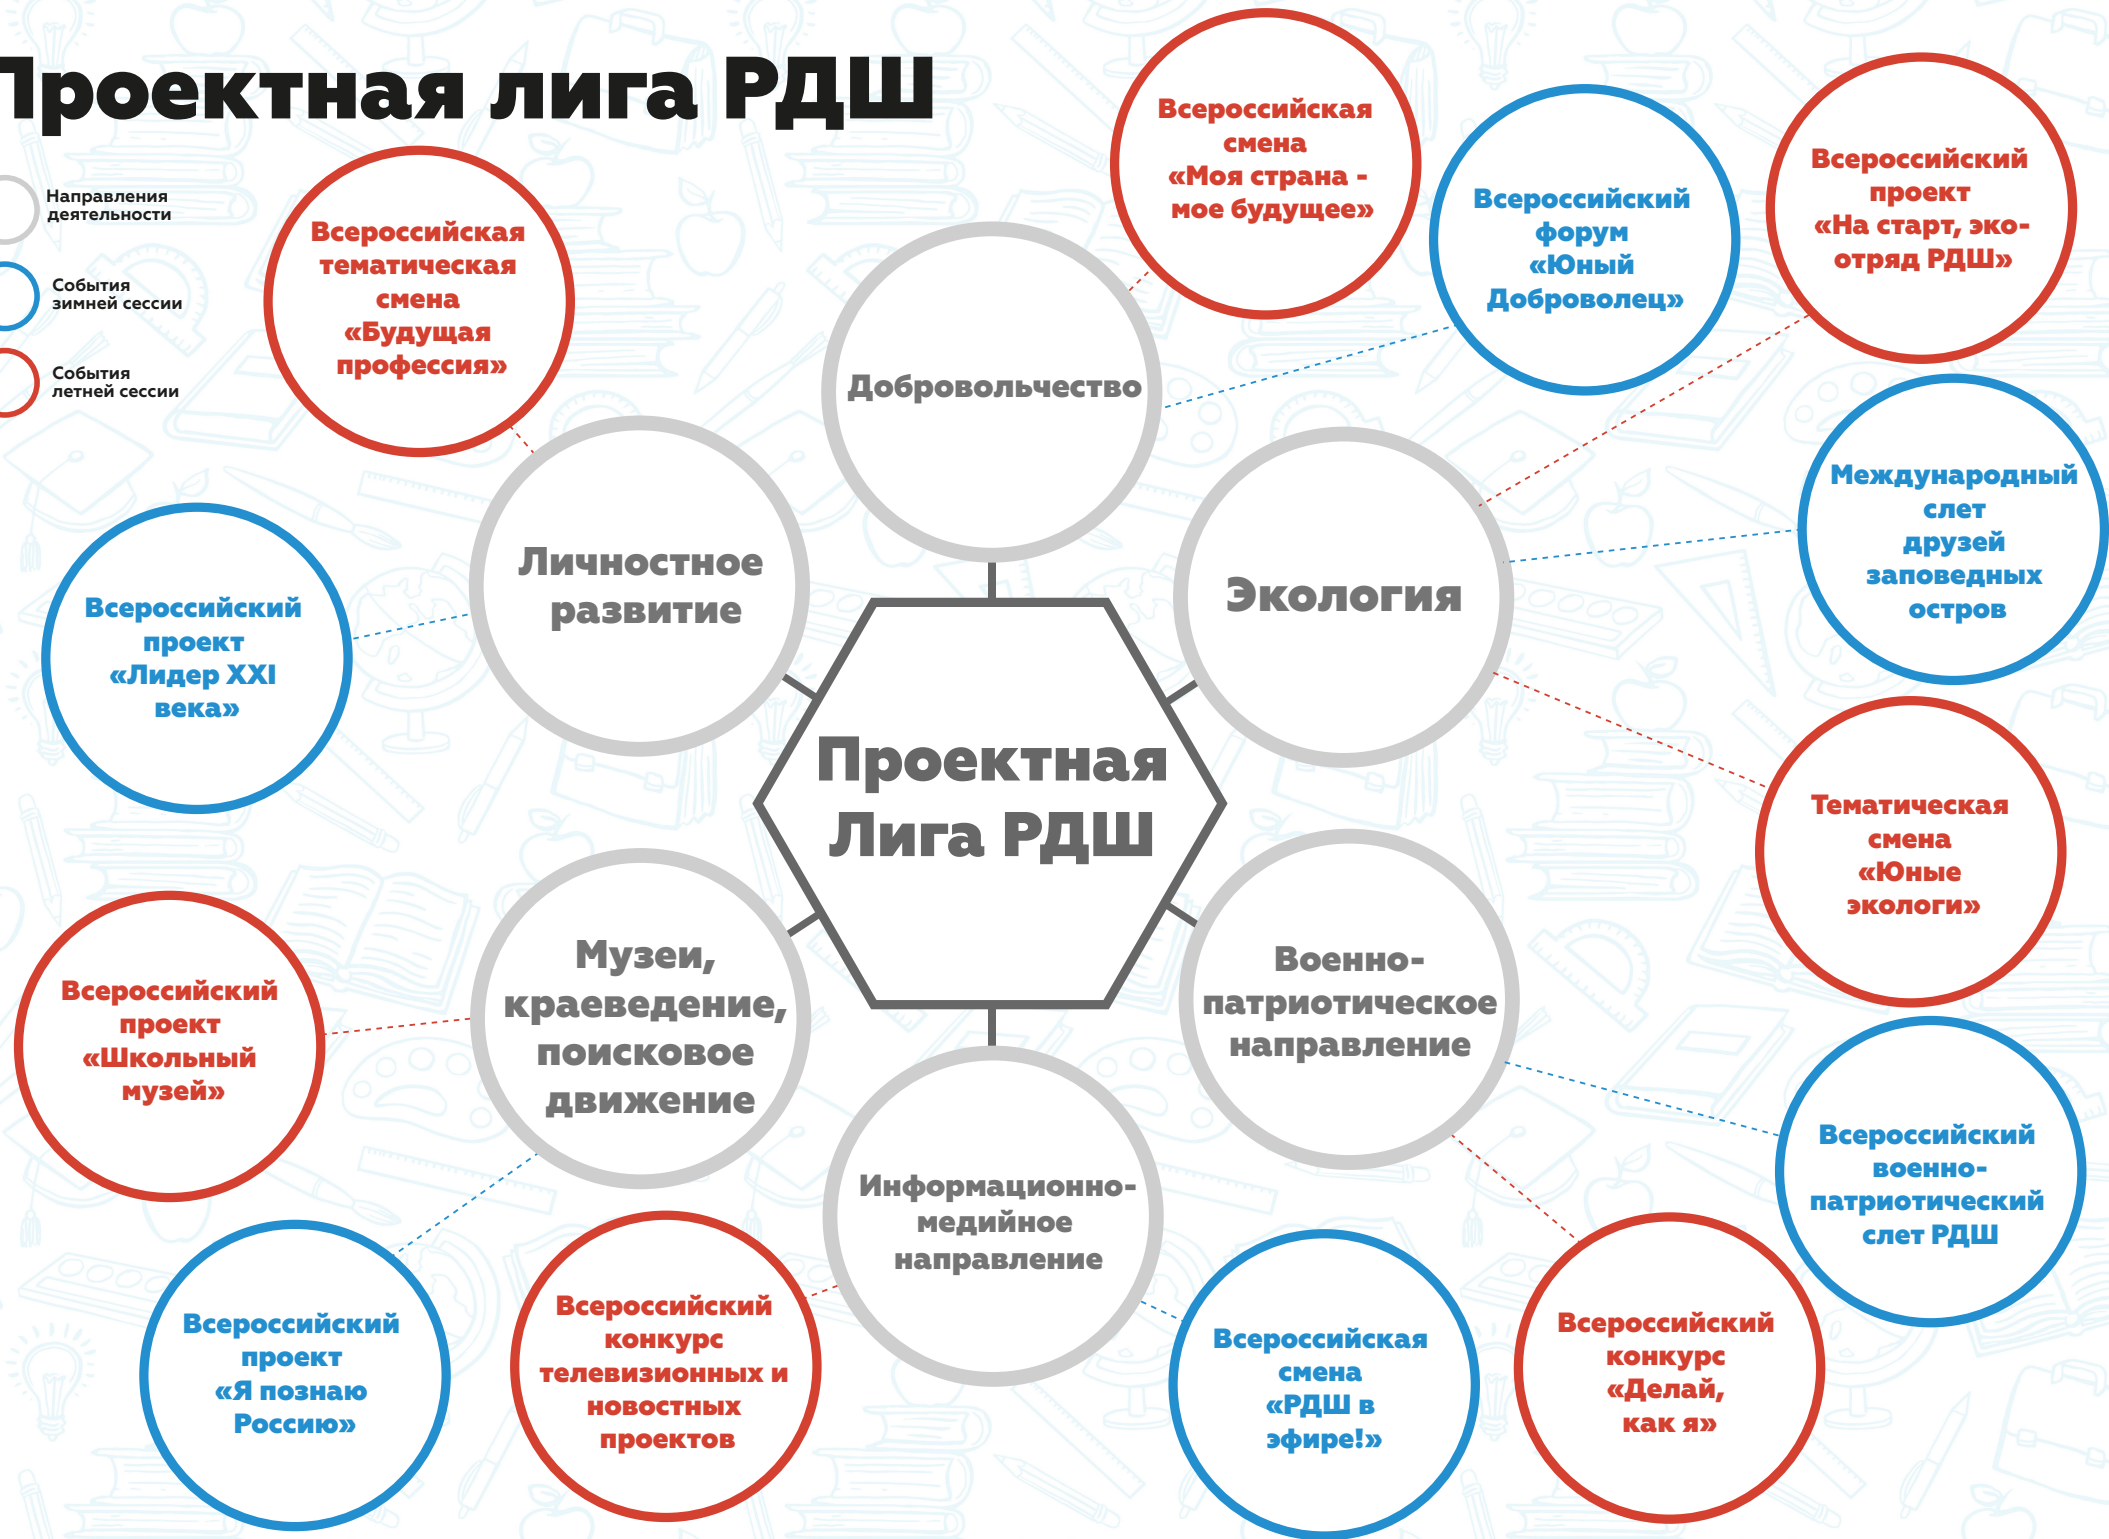 Проектная лига РДШ
Направления
деятельности
События
зимней сессии
События
летней сессии
Всероссийская
тематическая
смена
«Будущая
профессия»
Всероссийская
смена
«Моя страна -
мое будущее»
Всероссийский
форум
«Юный
Доброволец»
Всероссийский
проект
«На старт, эко-
отряд РДШ»
Добровольчество
Международный
слет
друзей
заповедных
остров
Личностное
развитие
Экология
Всероссийский
проект
«Лидер XXI
века»
Проектная
Лига РДШ
Тематическая
смена
«Юные
экологи»
Музеи,
краеведение,
поисковое
движение
Военно-
патриотическое
направление
Всероссийский
проект
«Школьный
музей»
Информационно-
медийное
направление
Всероссийский
военно-
патриотический
слет РДШ
Всероссийский
проект
«Я познаю
Россию»
Всероссийский
конкурс
телевизионных и
новостных
проектов
Всероссийская
смена
«РДШ в
эфире!»
Всероссийский
конкурс
«Делай,
как я»